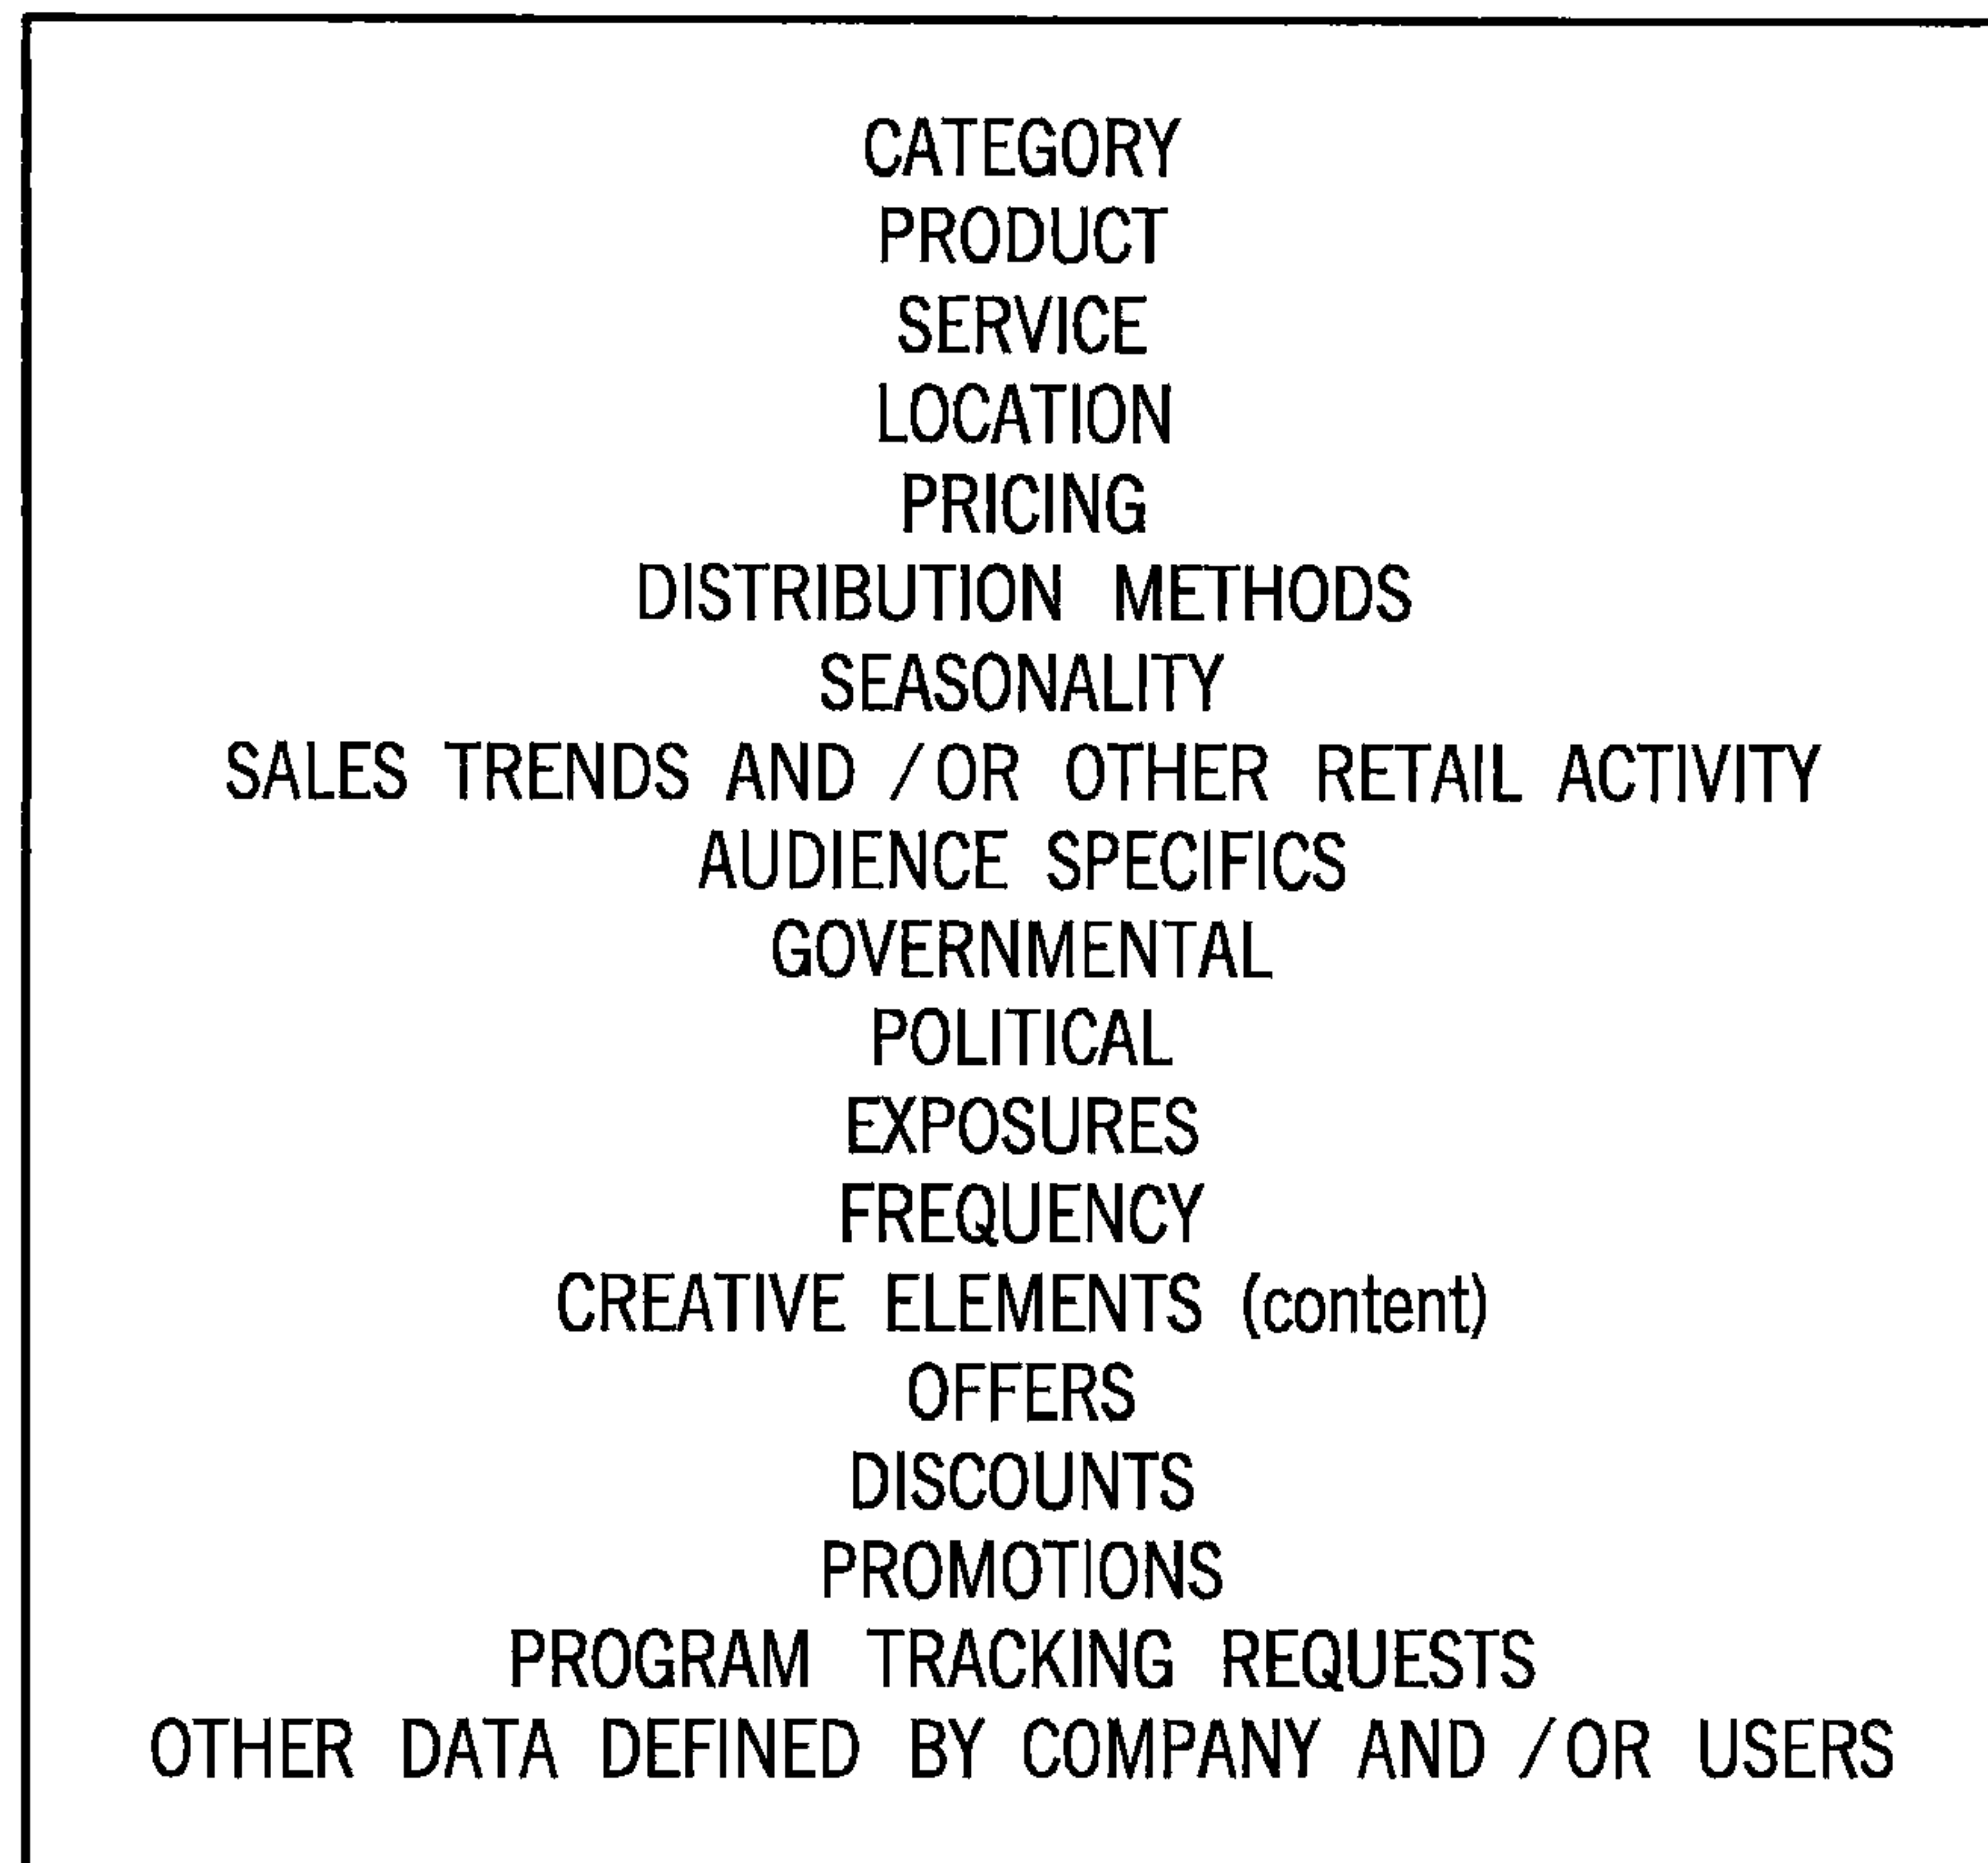 CATEGORY
PRODUCT
SERVICE
LOCATION
PRICING
DISTRIBUTION METHODS
SEASONALITY
SALES TRENDS AND /OR OTHER RETAIL ACTIVITY
AUDIENCE SPECIFICS
GOVERNMENTAL
POLITICAL
EXPOSURES
FREQUENCY
CREATIVE ELEMENTS (content)
OFFERS
DISCOUNTS
PROMOTIONS
PROGRAM TRACKING REQUESTS
OTHER DATA DEFINED BY COMPANY AND /OR USERS